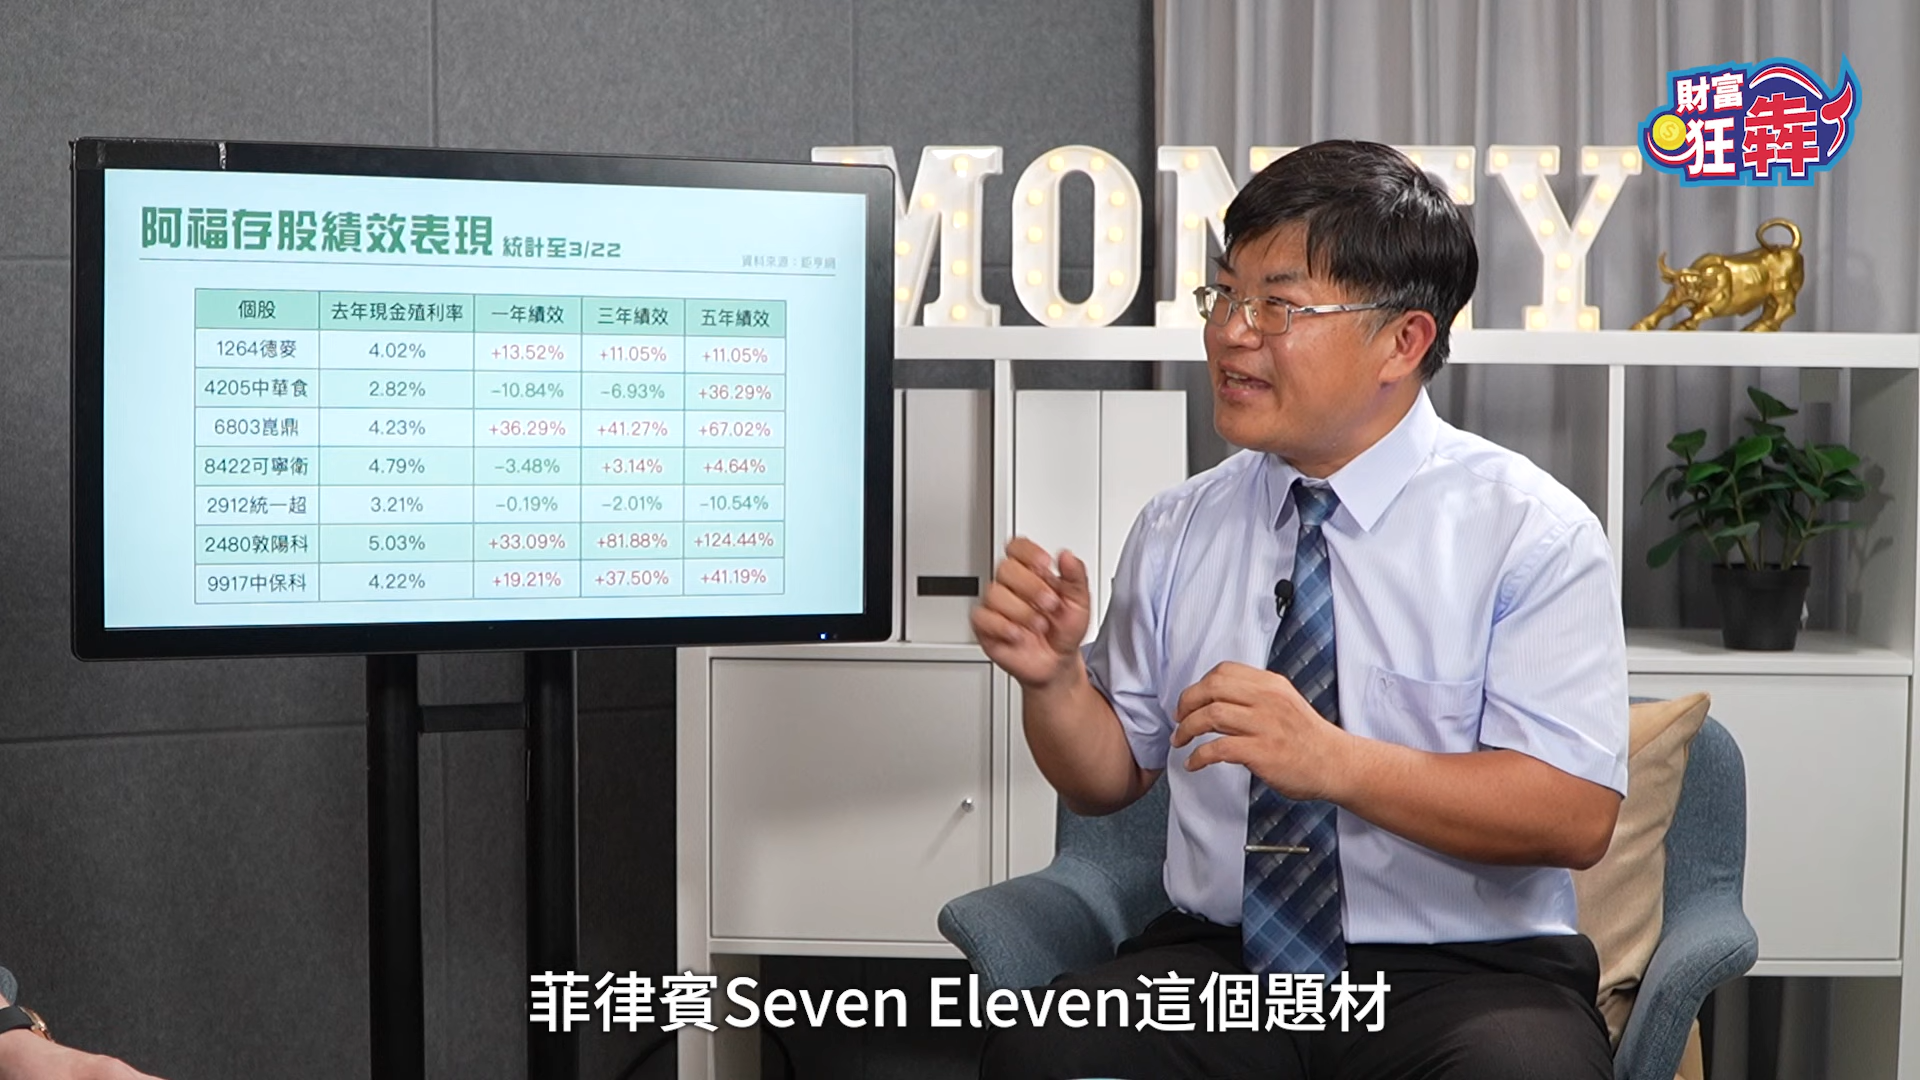 財富
狂犇
MONEY
阿福存股績效表現 統計至3/22
資料來源：鉅亨網
個股 去年現金殖利率 一年績效 三年績效 五年績效
1264德麥 4.02% +13.52% +11.05% +11.05%
4205中華食 2.82% -10.84% -6.93% +36.29%
6803崑鼎 4.23% +36.29% +41.27% +67.02%
8422可寧衛 4.79% -3.48% +3.14% +4.64%
2912統一超 3.21% -0.19% -2.01% -10.54%
2480敦陽科 5.03% +33.09% +81.88% +124.44%
9917中保科 4.22% +19.21% +37.50% +41.19%
菲律賓Seven Eleven這個題材